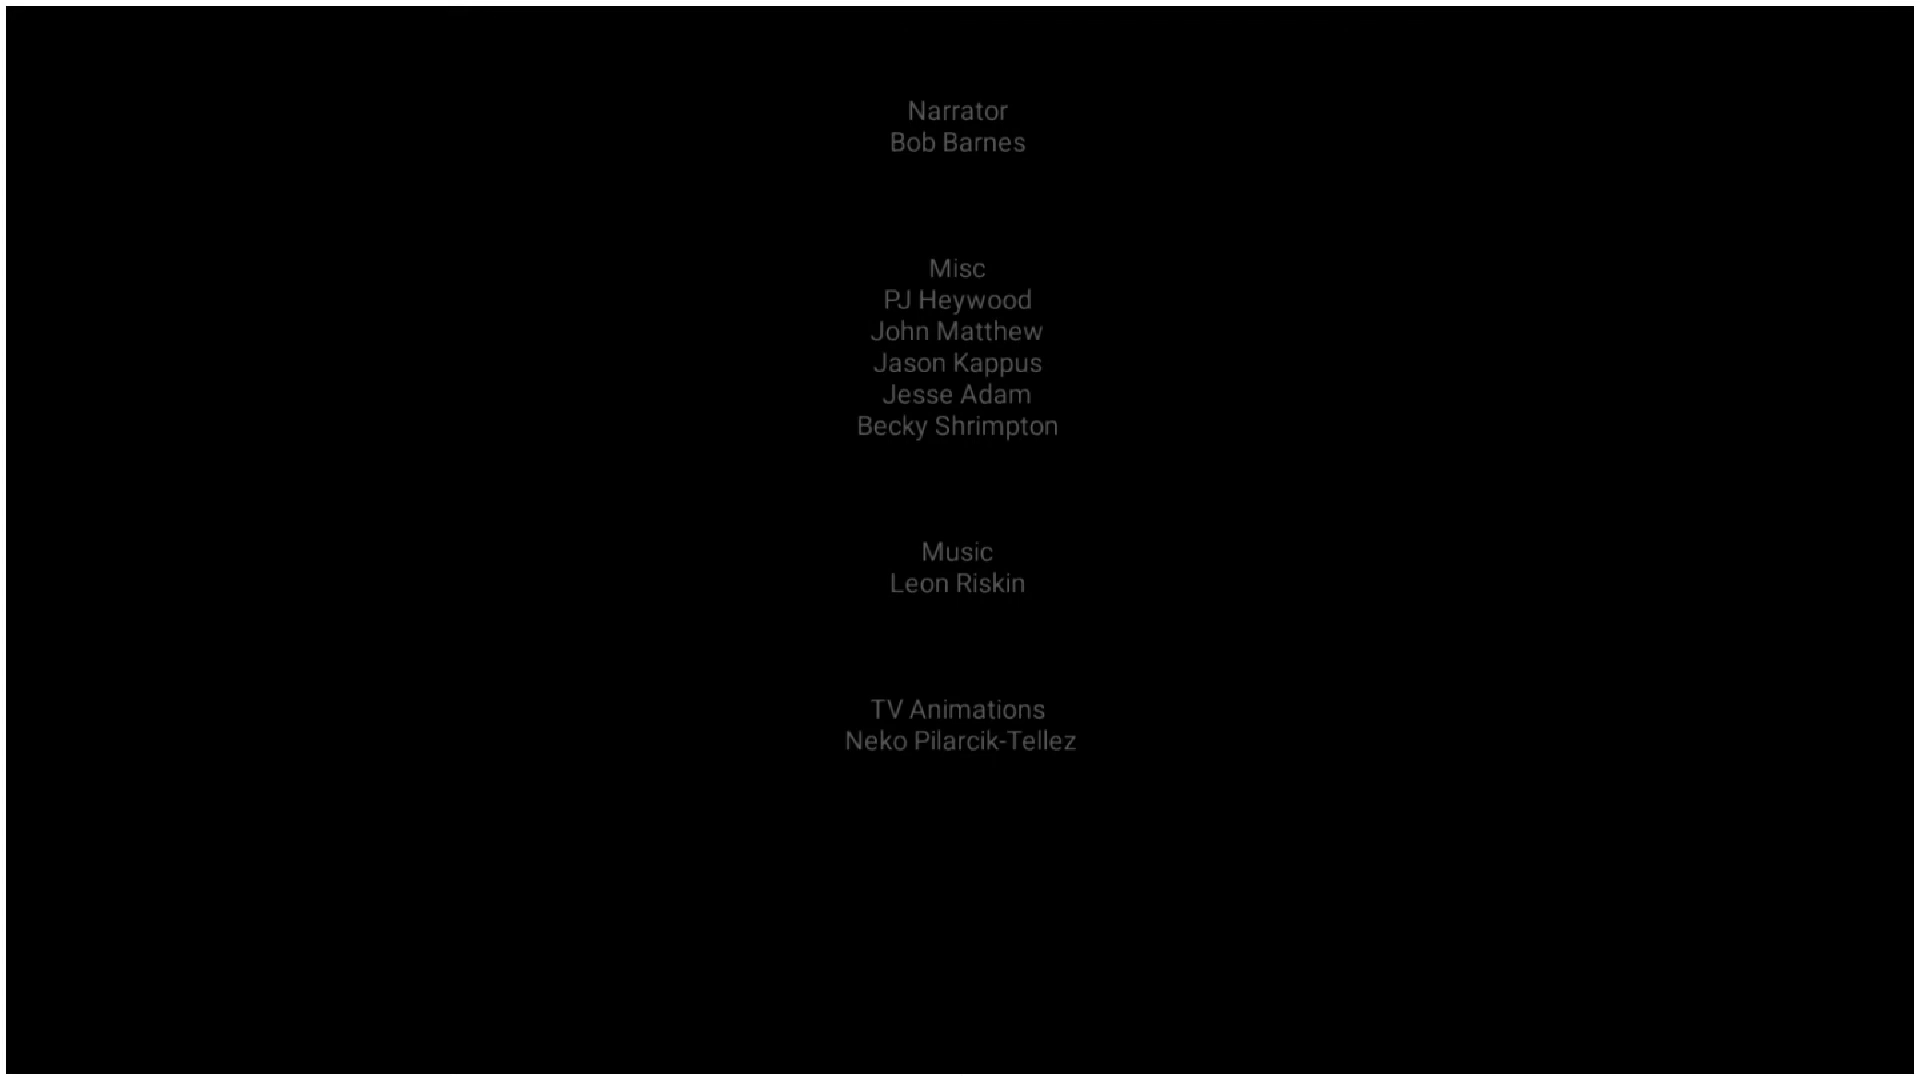 Narrator
Bob Barnes
Misc
PJ Heywood
John Matthew
Jason Kappus
Jesse Adam
Becky Shrimpton
Music
Leon Riskin
TV Animations
Neko Pilarcik-Tellez